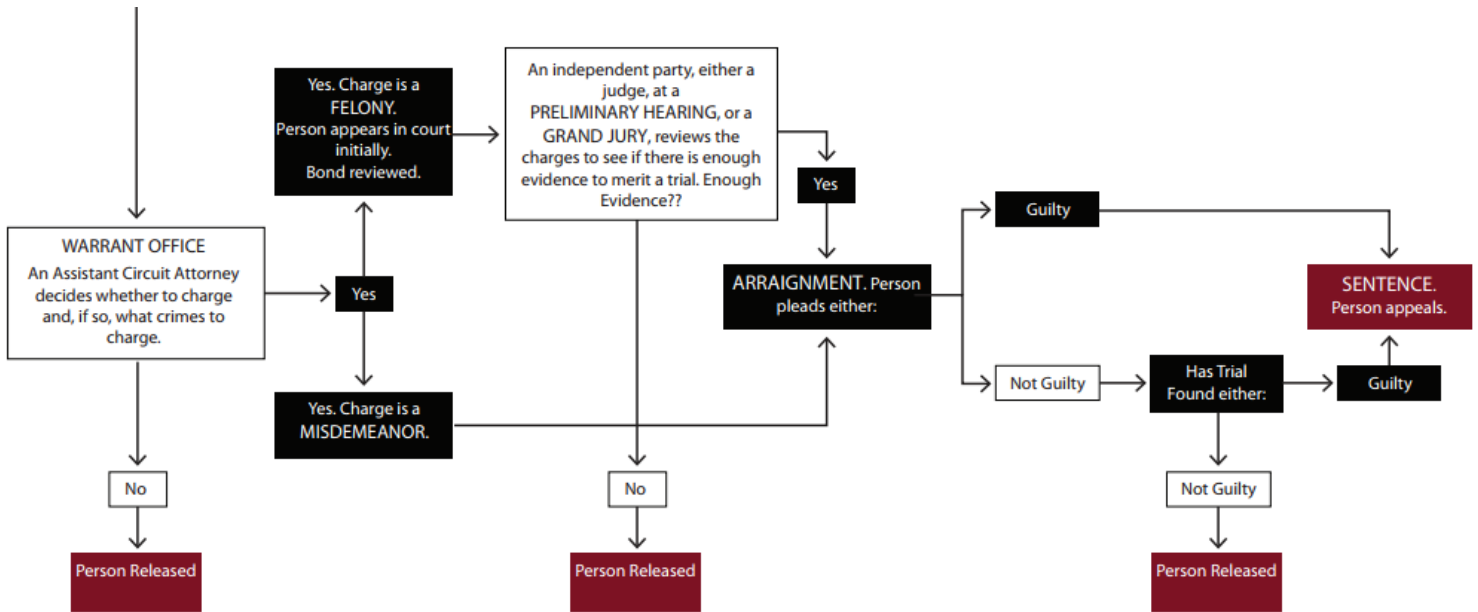 WARRANT OFFICE
An Assistant Circuit Attorney
decides whether to charge
and, if so, what crimes to
charge.
No
Person Released
Yes
Yes. Charge is a
FELONY.
Person appears in court
initially.
Bond reviewed.
Yes. Charge is a
MISDEMEANOR.
An independent party, either a
judge, at a
PRELIMINARY HEARING, or a
GRAND JURY, reviews the
charges to see if there is enough
evidence to merit a trial. Enough
Evidence??
No
Person Released
Yes
ARRAIGNMENT. Person
pleads either:
Guilty
Not Guilty
Has Trial
Found either:
Not Guilty
Person Released
Guilty
SENTENCE.
Person appeals.